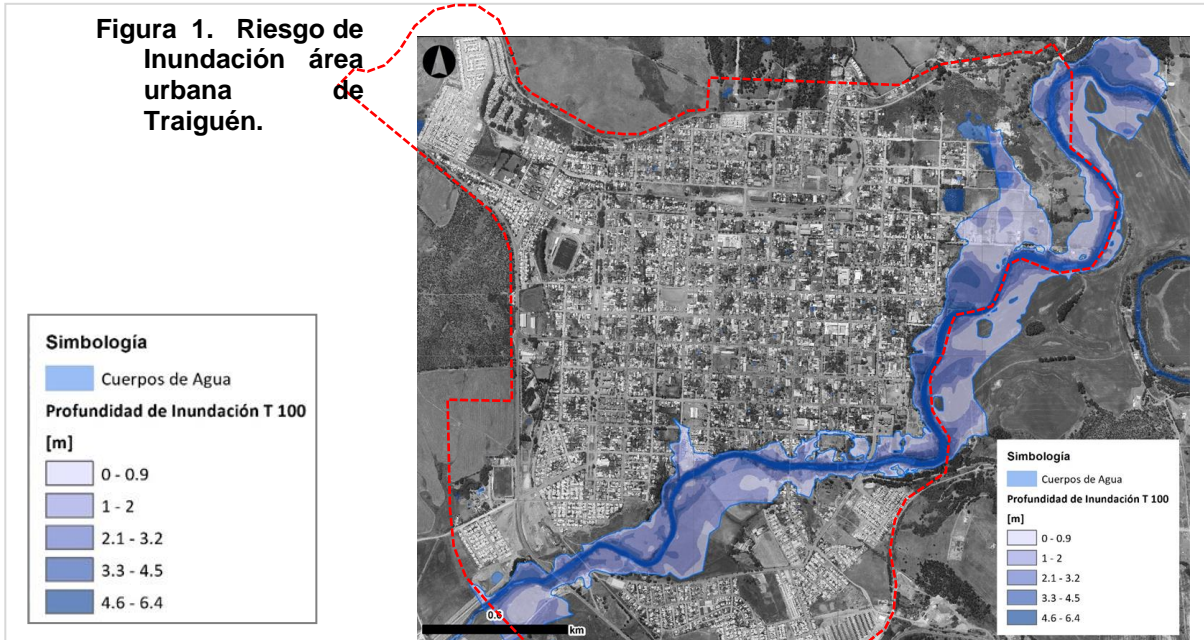 Figura 1. Riesgo de
Inundación área
urbana de
Traiguén.
Simbología
Cuerpos de Agua
Profundidad de Inundación T 100
[m]
0 - 0.9
1 - 2
2.1 - 3.2
3.3 - 4.5
4.6 - 6.4
Simbología
Cuerpos de Agua
Profundidad de Inundación T 100
[m]
0 - 0.9
1 - 2
2.1 - 3.2
3.3 - 4.5
4.6 - 6.4
0.6
km